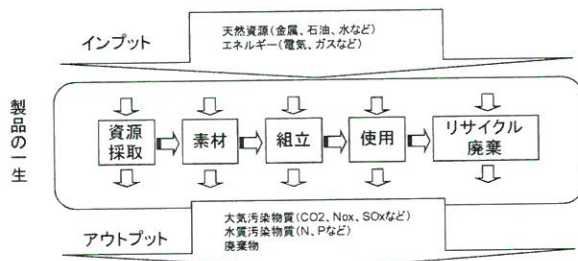 インプット
天然資源(金属、石油、水など)
エネルギー(電気、ガスなど)
製品の一生
資源
採取
素材
組立
使用
リサイクル
廃棄
アウトプット
大気汚染物質(CO2、Nox、SOxなど)
水質汚染物質(N、Pなど)
廃棄物